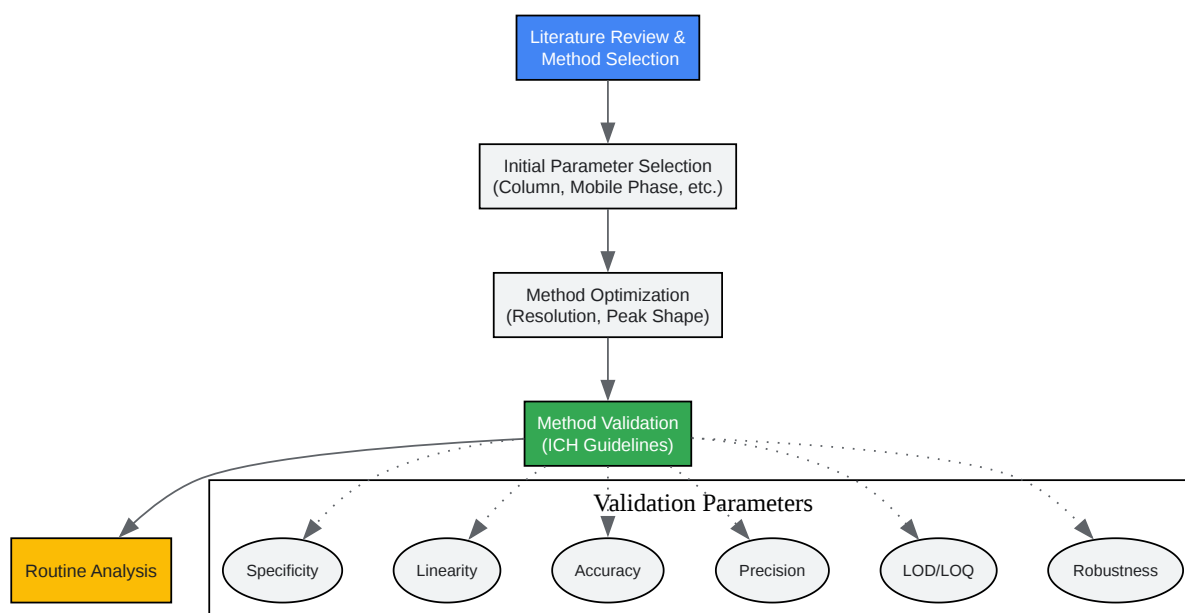 Literature Review &
Method Selection
Initial Parameter Selection
(Column, Mobile Phase, etc.)
Method Optimization
(Resolution, Peak Shape)
Method Validation
(ICH Guidelines)
Validation Parameters
Routine Analysis
Specificity
Linearity
Accuracy
Precision
LOD/LOQ
Robustness